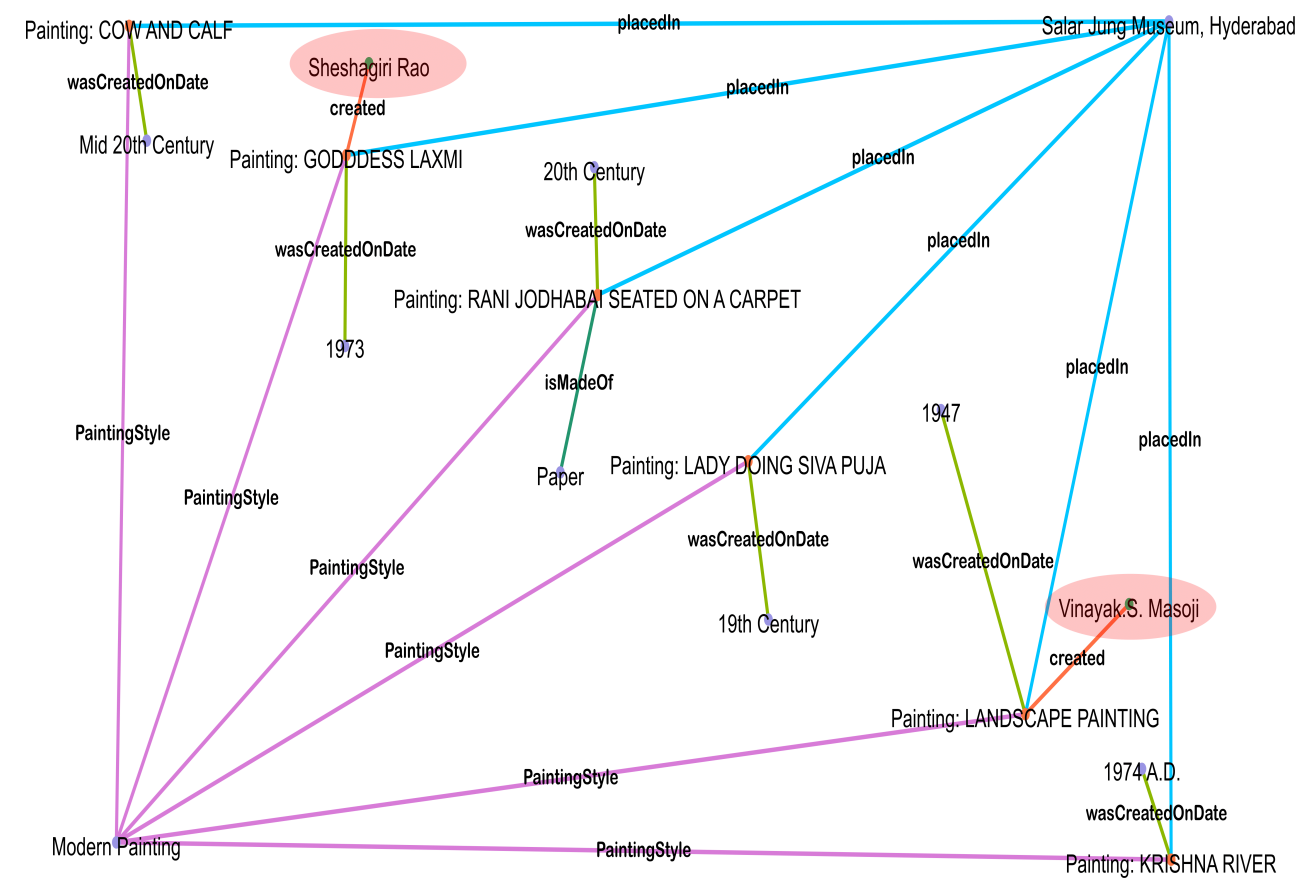 placedIn
Painting: COW AND CALF
Salar Jung Museum, Hyderabad
Sheshagiri Rao
wasCreatedOnDate
placedIn
created
Mid 20th Century
Painting: GODDDESS LAXMI
placedIn
20th Century
wasCreatedOnDate
placedIn
wasCreatedOnDate
Painting: RANI JODHABAI SEATED ON A CARPET
1973
placedIn
isMadeOf
1947
PaintingStyle
placedIn
Painting: LADY DOING SIVA PUJA
Paper
PaintingStyle
wasCreatedOnDate
wasCreatedOnDate
PaintingStyle
Vinayak.S. Masoji
19th Century
PaintingStyle
created
Painting: LANDSCAPE PAINTING
1974 A.D.
PaintingStyle
wasCreatedOnDate
Modern Painting
PaintingStyle
Painting: KRISHNA RIVER